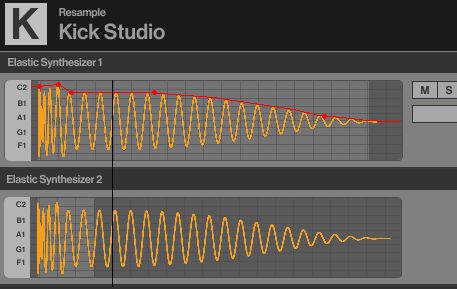 K
Resample
Kick Studio
Elastic Synthesizer 1
C2
B1
A1
G1
F1
M S
Elastic Synthesizer 2
C2
B1
A1
G1
F1